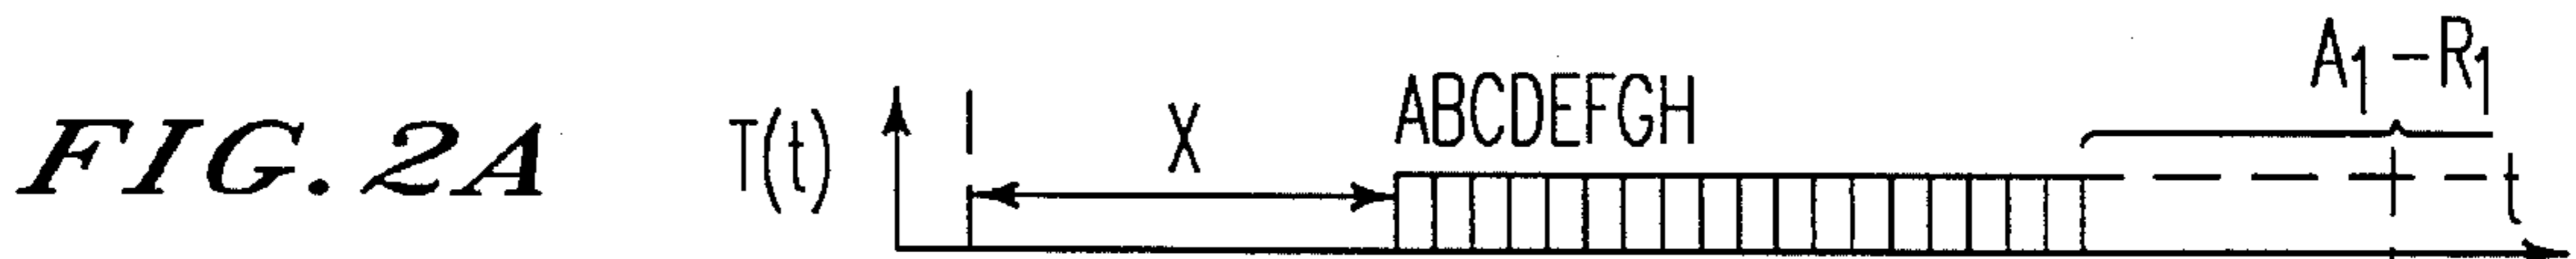 FIG. 2A
T(t)
X
ABCDEFGH
A1-R1
t